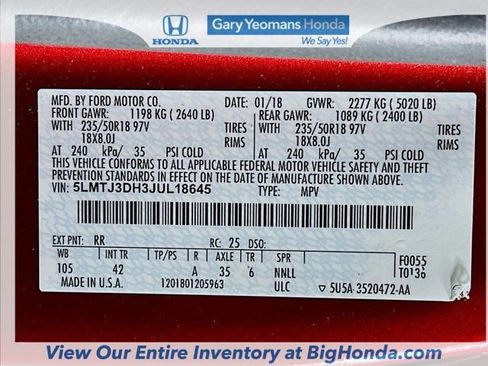 HONDA
Gary Yeomans Honda
We Say Yes!
MFD. BY FORD MOTOR CO.
DATE: 01/18 GVWR: 2277 KG ( 5020 LB)
FRONT GAWR: 1198 KG ( 2640 LB) REAR GAWR: 1089 KG ( 2400 LB)
WITH 235/50R18 97V TIRES WITH 235/50R18 97V TIRES
18X8.0J RIMS 18X8.0J RIMS
AT 240 kPa/ 35 PSI COLD AT 240 kPa/ 35 PSI COLD
THIS VEHICLE CONFORMS TO ALL APPLICABLE FEDERAL MOTOR VEHICLE SAFETY AND THEFT
PREVENTION STANDARDS IN EFFECT ON THE DATE OF MANUFACTURE SHOWN ABOVE.
VIN: 5LMTJ3DH3JUL18645 TYPE: MPV
EXT PNT: RR RC: 25 DSO:
WB INT TR TP/PS R AXLE TR SPR F0055
105 42 A 35 6 NNLL T0136
MADE IN U.S.A. 1201801205963 ULC 5U5A-3520472-AA
View Our Entire Inventory at BigHonda.com